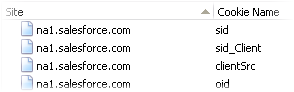 Site Cookie Name
na1.salesforce.com sid
na1.salesforce.com sid_Client
na1.salesforce.com clientSrc
na1.salesforce.com oid